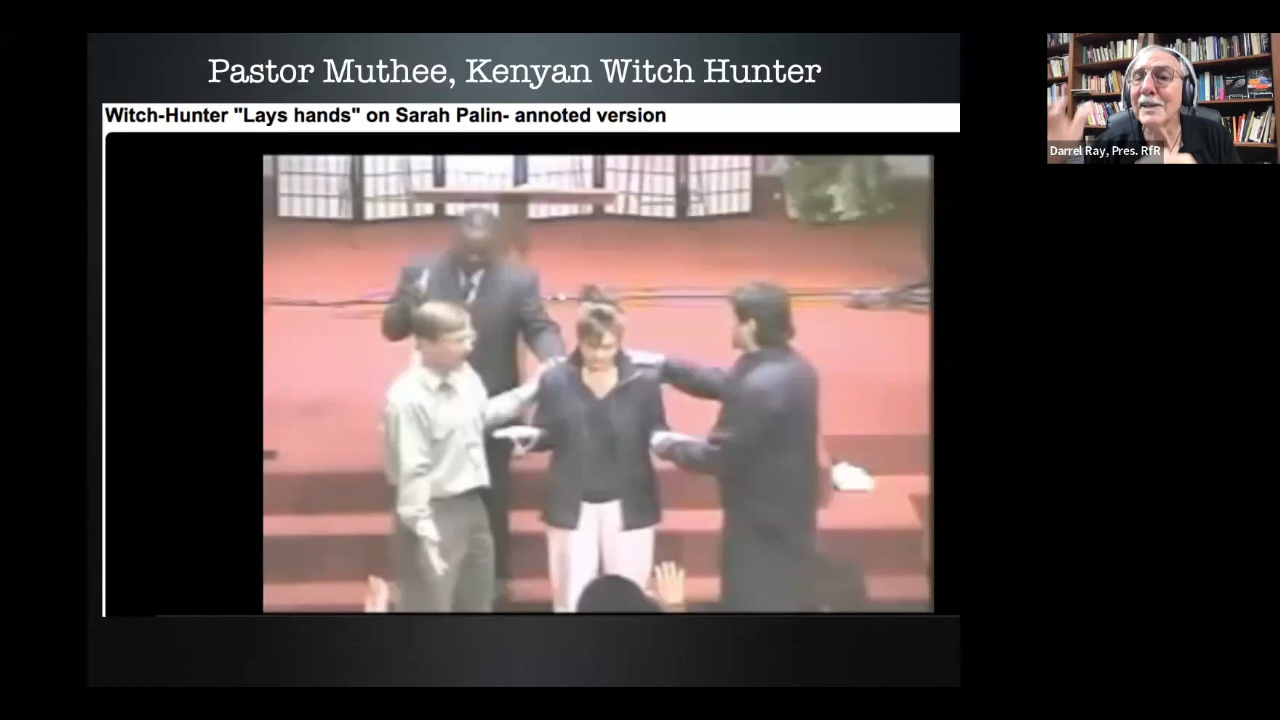 Pastor Muthee, Kenyan Witch Hunter
Witch-Hunter "Lays hands" on Sarah Palin- annoted version
Darrel Ray, Pres. RfR